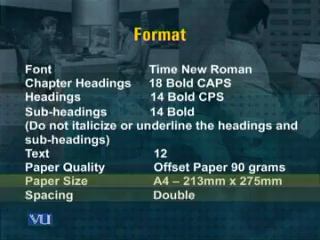 Format
Font Time New Roman
Chapter Headings 18 Bold CAPS
Headings 14 Bold CPS
Sub-headings 14 Bold
(Do not italicize or underline the headings and
sub-headings)
Text 12
Paper Quality Offset Paper 90 grams
Paper Size A4 – 213mm x 275mm
Spacing Double
VU